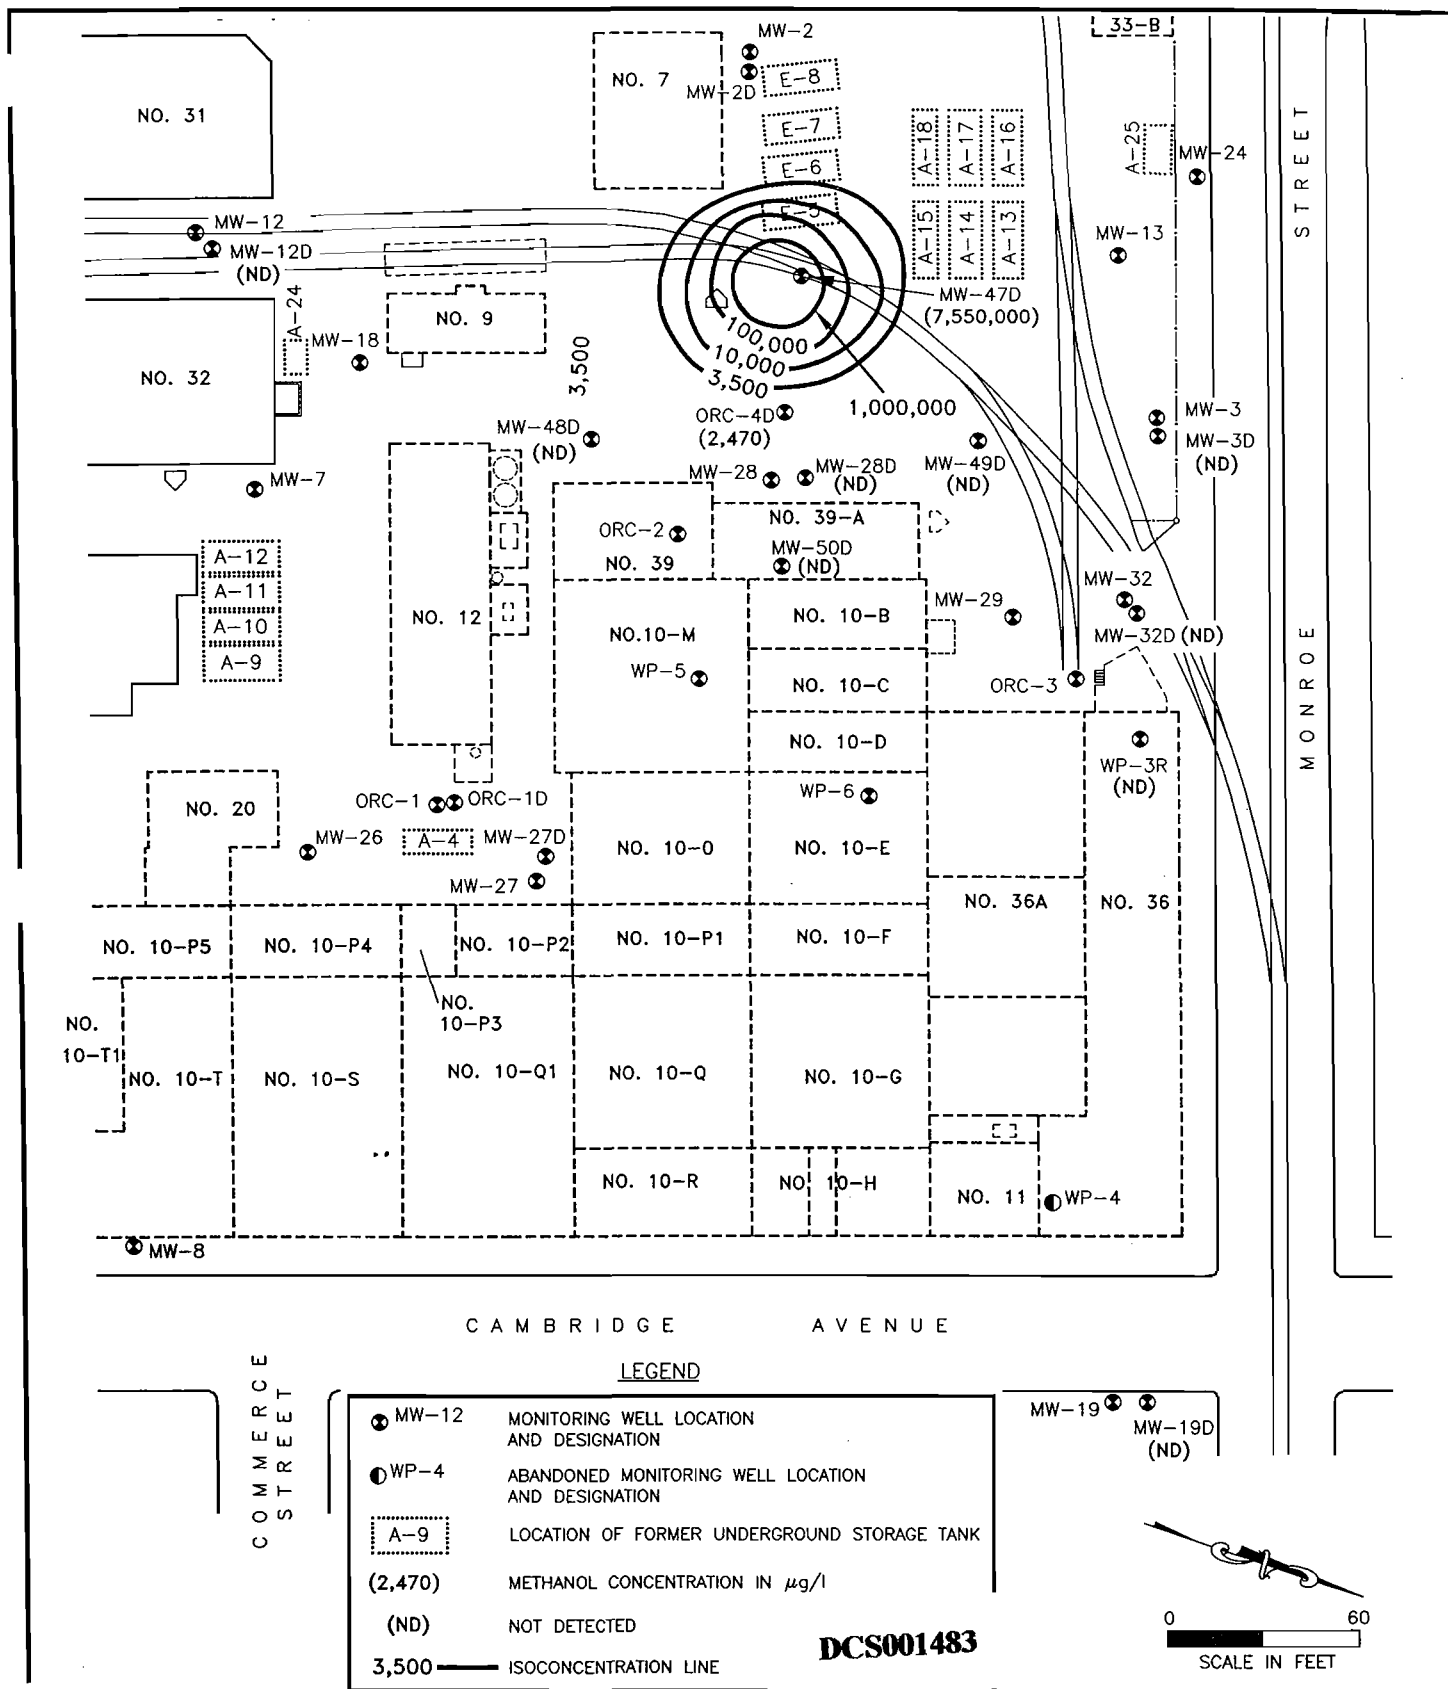 33-B
MW-2
NO. 7
E-8
MW-2D
NO. 31
E-7
A-18
A-17
A-16
A-25
MW-24
STREET
E-6
E-5
A-15
A-14
A-13
MW-12
MW-13
MW-12D
(ND)
MW-47D
(7,550,000)
A-24
MW-18
NO. 9
100,000
10,000
3,500
3,500
1,000,000
NO. 32
ORC-4D
(2,470)
MW-3
MW-3D
(ND)
MW-48D
(ND)
MW-28
MW-28D
(ND)
MW-49D
(ND)
MW-7
NO. 39-A
ORC-2
NO. 39
MW-50D
(ND)
A-12
A-11
A-10
A-9
NO. 12
NO.10-M
NO. 10-B
MW-29
MW-32
MW-32D (ND)
MONROE
WP-5
NO. 10-C
ORC-3
NO. 10-D
WP-3R
(ND)
WP-6
NO. 20
ORC-1
ORC-1D
MW-26
A-4
MW-27D
MW-27
NO. 10-O
NO. 10-E
NO. 36A
NO. 36
NO. 10-P5
NO. 10-P4
NO. 10-P2
NO. 10-P1
NO. 10-F
NO.
10-P3
NO.
10-T1
NO. 10-T
NO. 10-S
NO. 10-Q1
NO. 10-Q
NO. 10-G
NO. 10-R
NO. 10-H
NO. 11
WP-4
MW-8
CAMBRIDGE AVENUE
COMMERCE
STREET
LEGEND
MW-12 MONITORING WELL LOCATION
AND DESIGNATION
WP-4 ABANDONED MONITORING WELL LOCATION
AND DESIGNATION
A-9 LOCATION OF FORMER UNDERGROUND STORAGE TANK
(2,470) METHANOL CONCENTRATION IN µg/l
(ND) NOT DETECTED
3,500 ISOCONCENTRATION LINE
DCS001483
MW-19
MW-19D
(ND)
0 60
SCALE IN FEET